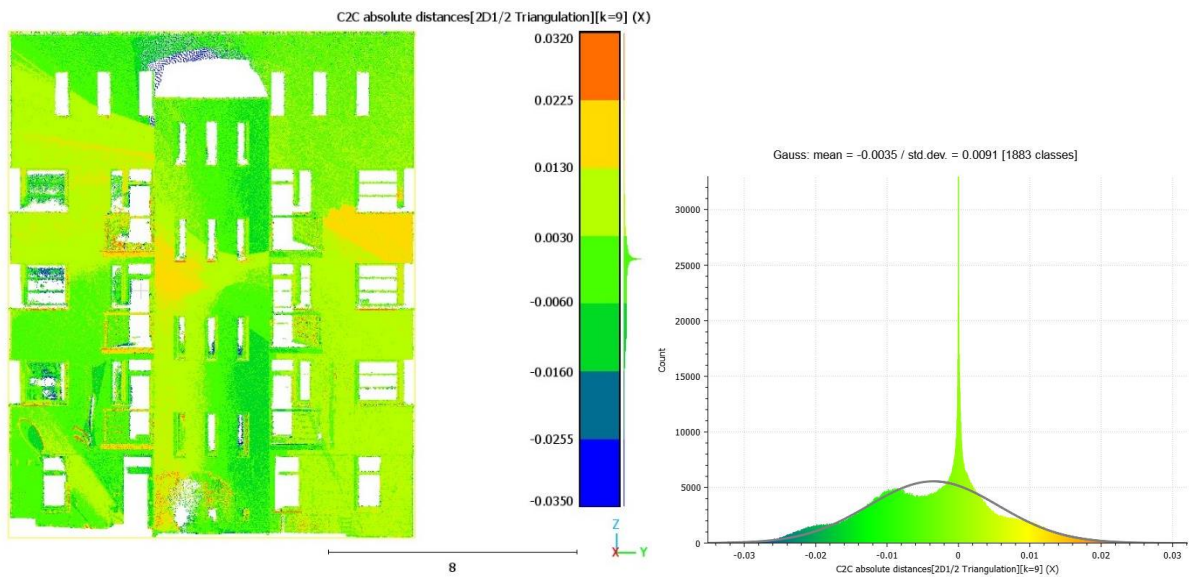 C2C absolute distances[2D1/2 Triangulation][k=9] (X)
0.0320
0.0225
0.0130
0.0030
-0.0060
-0.0160
-0.0255
-0.0350
Z
X Y
8
Gauss: mean = -0.0035 / std.dev. = 0.0091 [1883 classes]
30000
25000
20000
15000
10000
5000
0
Count
-0.03 -0.02 -0.01 0 0.01 0.02 0.03
C2C absolute distances[2D1/2 Triangulation][k=9] (X)